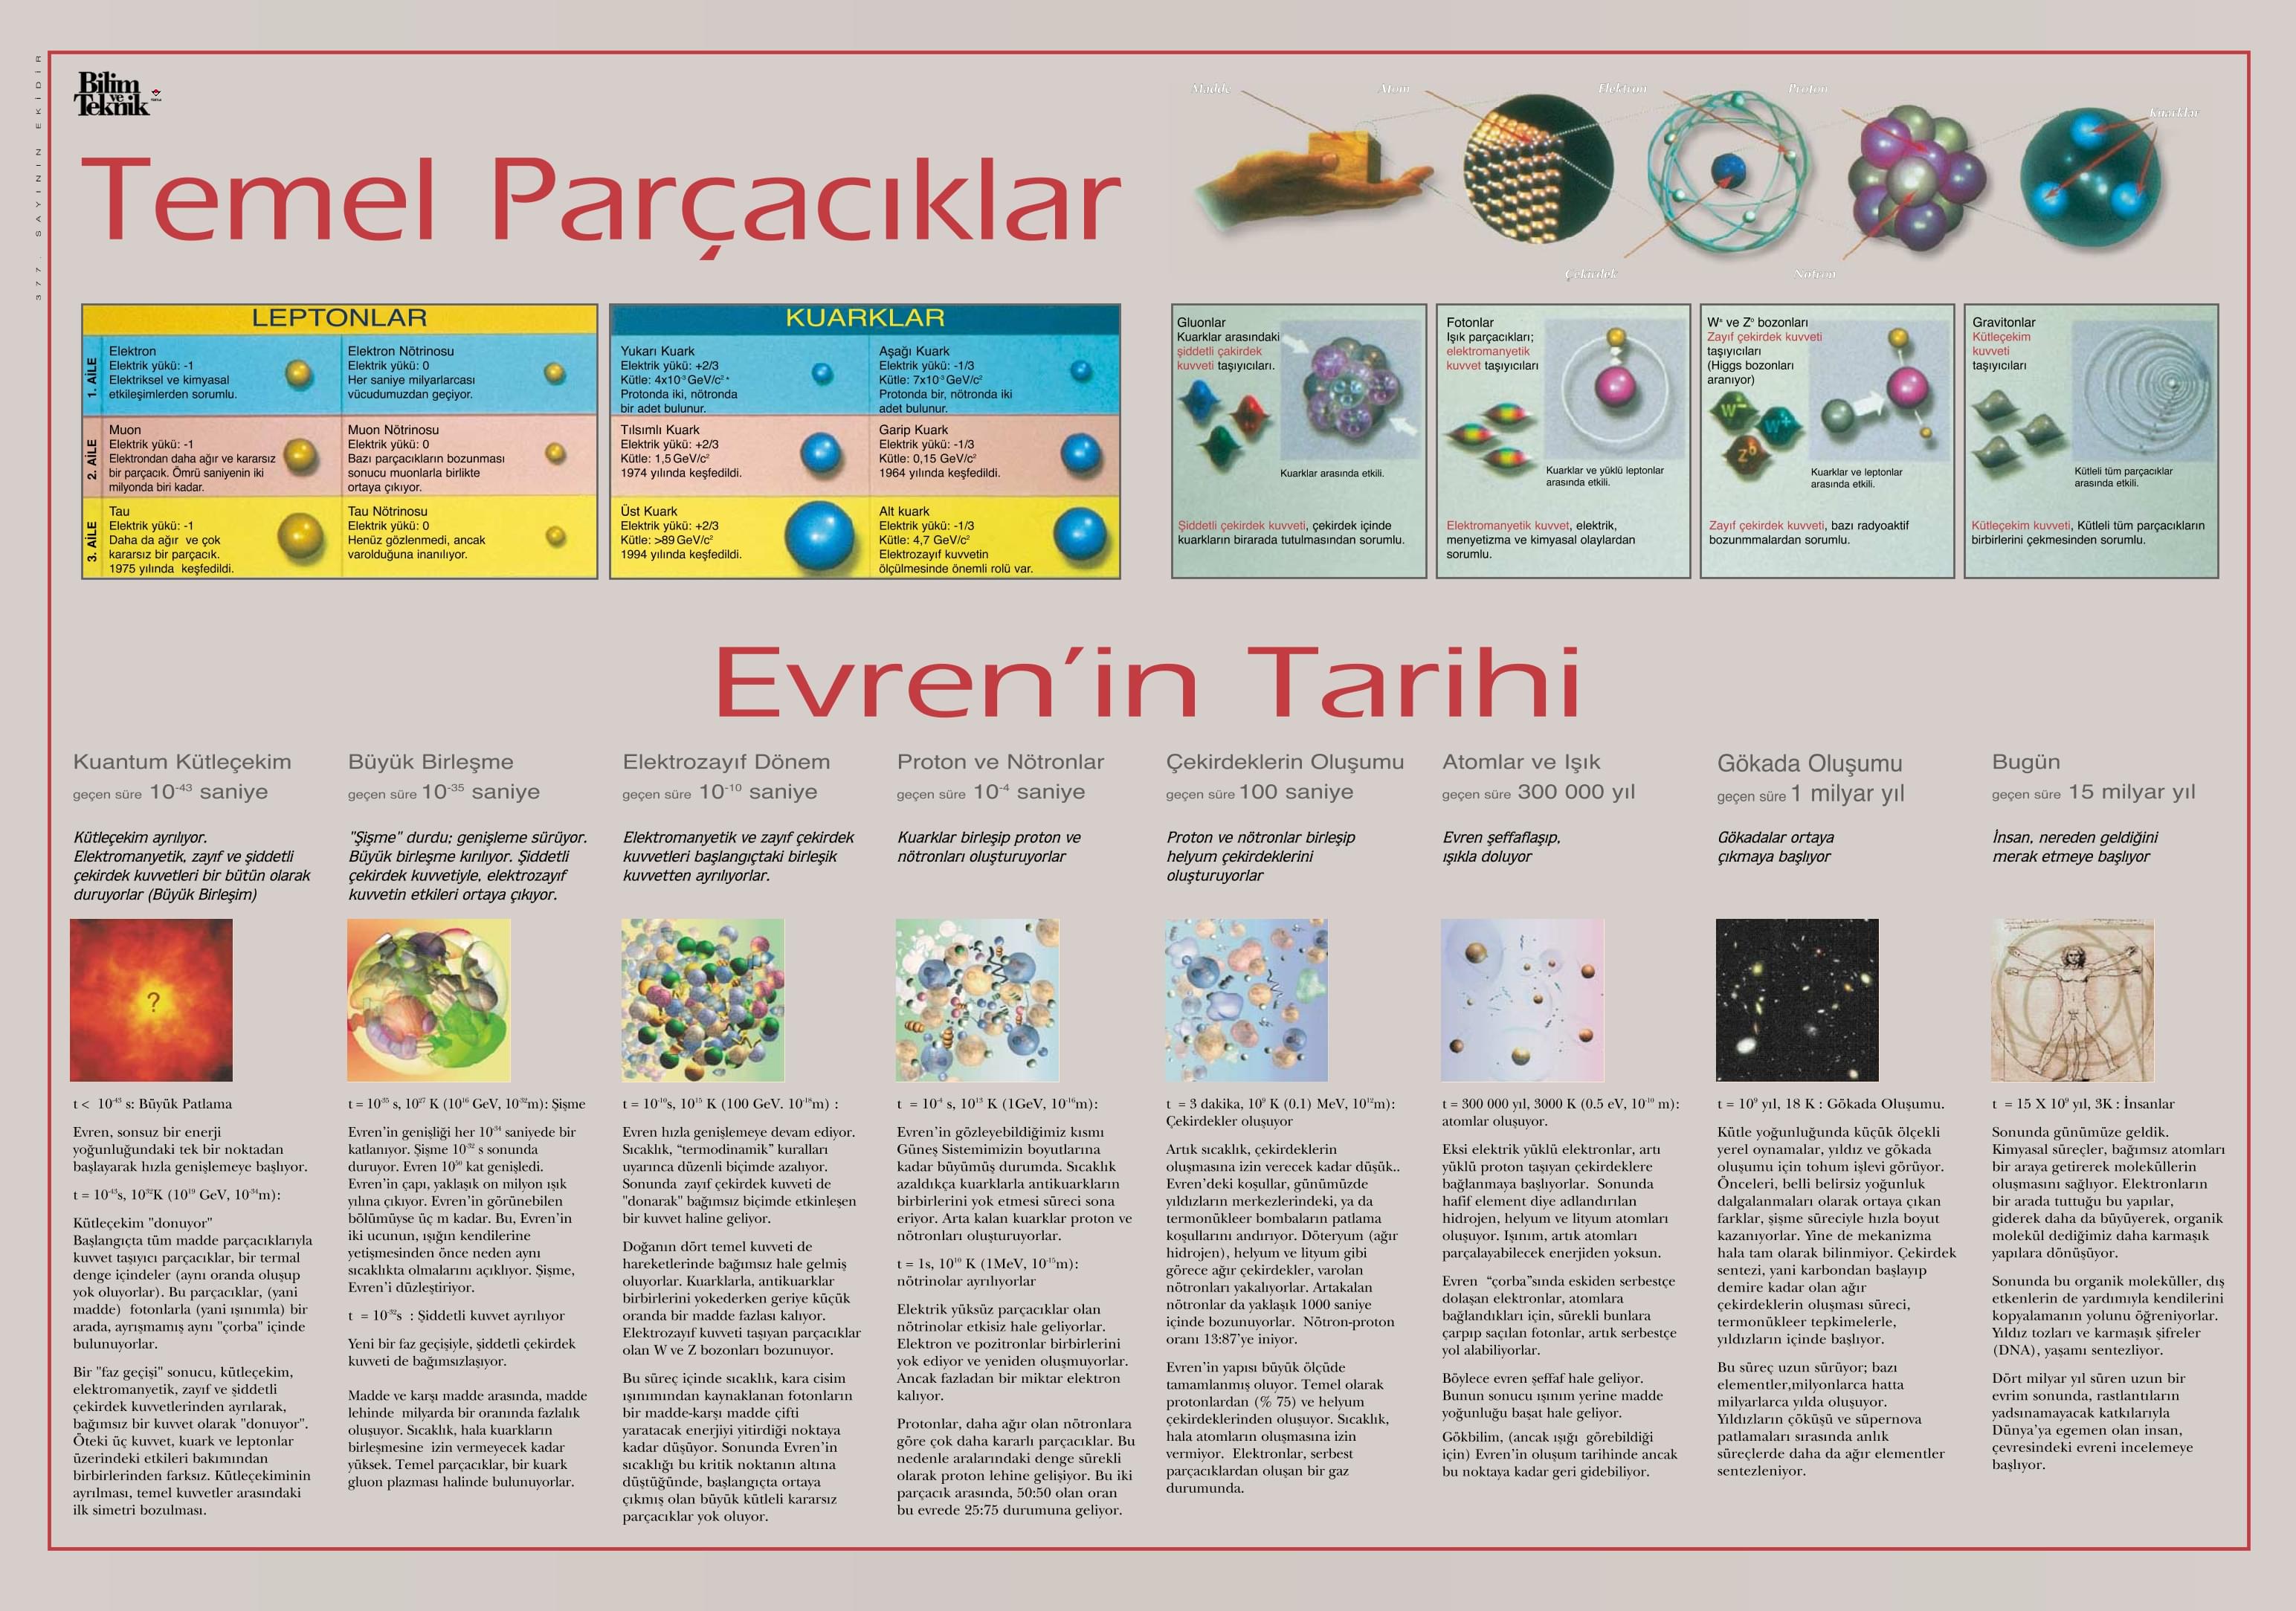 377. SAYININ EKİDİR
Bilim
ve
Teknik
Temel Parçacıklar
Madde
Atom
Elektron
Proton
Kuarklar
Çekirdek
Nötron
LEPTONLAR
1. AİLE
Elektron
Elektrik yükü: -1
Elektriksel ve kimyasal
etkileşimlerden sorumlu.
Elektron Nötrinosu
Elektrik yükü: 0
Her saniye milyarlarcası
vücudumuzdan geçiyor.
2. AİLE
Muon
Elektrik yükü: -1
Elektrondan daha ağır ve kararsız
bir parçacık. Ömrü saniyenin iki
milyonda biri kadar.
Muon Nötrinosu
Elektrik yükü: 0
Bazı parçacıkların bozunması
sonucu muonlarla birlikte
ortaya çıkıyor.
3. AİLE
Tau
Elektrik yükü: -1
Daha da ağır ve çok
kararsız bir parçacık.
1975 yılında keşfedildi.
Tau Nötrinosu
Elektrik yükü: 0
Henüz gözlenmedi, ancak
varolduğuna inanılıyor.
KUARKLAR
Yukarı Kuark
Elektrik yükü: +2/3
Kütle: 4x10⁻³ GeV/c² *
Protonda iki, nötronda
bir adet bulunur.
Aşağı Kuark
Elektrik yükü: -1/3
Kütle: 7x10⁻³ GeV/c²
Protonda bir, nötronda iki
adet bulunur.
Tılsımlı Kuark
Elektrik yükü: +2/3
Kütle: 1,5 GeV/c²
1974 yılında keşfedildi.
Garip Kuark
Elektrik yükü: -1/3
Kütle: 0,15 GeV/c²
1964 yılında keşfedildi.
Üst Kuark
Elektrik yükü: +2/3
Kütle: >89 GeV/c²
1994 yılında keşfedildi.
Alt kuark
Elektrik yükü: -1/3
Kütle: 4,7 GeV/c²
Elektrozayıf kuvvetin
ölçülmesinde önemli rolü var.
Gluonlar
Kuarklar arasındaki
şiddetli çakirdek
kuvveti taşıyıcıları.
Kuarklar arasında etkili.
Şiddetli çekirdek kuvveti, çekirdek içinde
kuarkların birarada tutulmasından sorumlu.
Fotonlar
Işık parçacıkları;
elektromanyetik
kuvvet taşıyıcıları
Kuarklar ve yüklü leptonlar
arasında etkili.
Elektromanyetik kuvvet, elektrik,
menyetizma ve kimyasal olaylardan
sorumlu.
W± ve Z⁰ bozonları
Zayıf çekirdek kuvveti
taşıyıcıları
(Higgs bozonları
aranıyor)
W⁻
W⁺
Z⁰
Kuarklar ve leptonlar
arasında etkili.
Zayıf çekirdek kuvveti, bazı radyoaktif
bozunmmalardan sorumlu.
Gravitonlar
Kütleçekim
kuvveti
taşıyıcıları
Kütleli tüm parçacıklar
arasında etkili.
Kütleçekim kuvveti, Kütleli tüm parçacıkların
birbirlerini çekmesinden sorumlu.
Evren'in Tarihi
Kuantum Kütleçekim
geçen süre 10⁻⁴³ saniye
Kütleçekim ayrılıyor.
Elektromanyetik, zayıf ve şiddetli
çekirdek kuvvetleri bir bütün olarak
duruyorlar (Büyük Birleşim)
?
t < 10⁻⁴³ s: Büyük Patlama
Evren, sonsuz bir enerji
yoğunluğundaki tek bir noktadan
başlayarak hızla genişlemeye başlıyor.
t = 10⁻⁴³s, 10³²K (10¹⁹ GeV, 10⁻³⁴m):
Kütleçekim "donuyor"
Başlangıçta tüm madde parçacıklarıyla
kuvvet taşıyıcı parçacıklar, bir termal
denge içindeler (aynı oranda oluşup
yok oluyorlar). Bu parçacıklar, (yani
madde) fotonlarla (yani ışınımla) bir
arada, ayrışmamış aynı "çorba" içinde
bulunuyorlar.
Bir "faz geçişi" sonucu, kütleçekim,
elektromanyetik, zayıf ve şiddetli
çekirdek kuvvetlerinden ayrılarak,
bağımsız bir kuvvet olarak "donuyor".
Öteki üç kuvvet, kuark ve leptonlar
üzerindeki etkileri bakımından
birbirlerinden farksız. Kütleçekiminin
ayrılması, temel kuvvetler arasındaki
ilk simetri bozulması.
Büyük Birleşme
geçen süre 10⁻³⁵ saniye
"Şişme" durdu; genişleme sürüyor.
Büyük birleşme kırılıyor. Şiddetli
çekirdek kuvvetiyle, elektrozayıf
kuvvetin etkileri ortaya çıkıyor.
t = 10⁻³⁵ s, 10²⁷ K (10¹⁶ GeV, 10⁻³²m): Şişme
Evren'in genişliği her 10⁻³⁴ saniyede bir
katlanıyor. Şişme 10⁻³² s sonunda
duruyor. Evren 10⁵⁰ kat genişledi.
Evren'in çapı, yaklaşık on milyon ışık
yılına çıkıyor. Evren'in görünebilen
bölümüyse üç m kadar. Bu, Evren'in
iki ucunun, ışığın kendilerine
yetişmesinden önce neden aynı
sıcaklıkta olmalarını açıklıyor. Şişme,
Evren'i düzleştiriyor.
t = 10⁻³²s : Şiddetli kuvvet ayrılıyor
Yeni bir faz geçişiyle, şiddetli çekirdek
kuvveti de bağımsızlaşıyor.
Madde ve karşı madde arasında, madde
lehinde milyarda bir oranında fazlalık
oluşuyor. Sıcaklık, hala kuarkların
birleşmesine izin vermeyecek kadar
yüksek. Temel parçacıklar, bir kuark
gluon plazması halinde bulunuyorlar.
Elektrozayıf Dönem
geçen süre 10⁻¹⁰ saniye
Elektromanyetik ve zayıf çekirdek
kuvvetleri başlangıçtaki birleşik
kuvvetten ayrılıyorlar.
t = 10⁻¹⁰s, 10¹⁵ K (100 GeV. 10⁻¹⁸m) :
Evren hızla genişlemeye devam ediyor.
Sıcaklık, “termodinamik” kuralları
uyarınca düzenli biçimde azalıyor.
Sonunda zayıf çekirdek kuvveti de
"donarak" bağımsız biçimde etkinleşen
bir kuvvet haline geliyor.
Doğanın dört temel kuvveti de
hareketlerinde bağımsız hale gelmiş
oluyorlar. Kuarklarla, antikuarklar
birbirlerini yokederken geriye küçük
oranda bir madde fazlası kalıyor.
Elektrozayıf kuvveti taşıyan parçacıklar
olan W ve Z bozonları bozunuyor.
Bu süreç içinde sıcaklık, kara cisim
ışınımından kaynaklanan fotonların
bir madde-karşı madde çifti
yaratacak enerjiyi yitirdiği noktaya
kadar düşüyor. Sonunda Evren'in
sıcaklığı bu kritik noktanın altına
düştüğünde, başlangıçta ortaya
çıkmış olan büyük kütleli kararsız
parçacıklar yok oluyor.
Proton ve Nötronlar
geçen süre 10⁻⁴ saniye
Kuarklar birleşip proton ve
nötronları oluşturuyorlar
t = 10⁻⁴ s, 10¹³ K (1GeV, 10⁻¹⁶m):
Evren'in gözleyebildiğimiz kısmı
Güneş Sistemimizin boyutlarına
kadar büyümüş durumda. Sıcaklık
azaldıkça kuarklarla antikuarkların
birbirlerini yok etmesi süreci sona
eriyor. Arta kalan kuarklar proton ve
nötronları oluşturuyorlar.
t = 1s, 10¹⁰ K (1MeV, 10⁻¹⁵m):
nötrinolar ayrılıyorlar
Elektrik yüksüz parçacıklar olan
nötrinolar etkisiz hale geliyorlar.
Elektron ve pozitronlar birbirlerini
yok ediyor ve yeniden oluşmuyorlar.
Ancak fazladan bir miktar elektron
kalıyor.
Protonlar, daha ağır olan nötronlara
göre çok daha kararlı parçacıklar. Bu
nedenle aralarındaki denge sürekli
olarak proton lehine gelişiyor. Bu iki
parçacık arasında, 50:50 olan oran
bu evrede 25:75 durumuna geliyor.
Çekirdeklerin Oluşumu
geçen süre 100 saniye
Proton ve nötronlar birleşip
helyum çekirdeklerini
oluşturuyorlar
t = 3 dakika, 10⁹ K (0.1) MeV, 10¹²m):
Çekirdekler oluşuyor
Artık sıcaklık, çekirdeklerin
oluşmasına izin verecek kadar düşük..
Evren'deki koşullar, günümüzde
yıldızların merkezlerindeki, ya da
termonükleer bombaların patlama
koşullarını andırıyor. Döteryum (ağır
hidrojen), helyum ve lityum gibi
görece ağır çekirdekler, varolan
nötronları yakalıyorlar. Artakalan
nötronlar da yaklaşık 1000 saniye
içinde bozunuyorlar. Nötron-proton
oranı 13:87'ye iniyor.
Evren'in yapısı büyük ölçüde
tamamlanmış oluyor. Temel olarak
protonlardan (% 75) ve helyum
çekirdeklerinden oluşuyor. Sıcaklık,
hala atomların oluşmasına izin
vermiyor. Elektronlar, serbest
parçacıklardan oluşan bir gaz
durumunda.
Atomlar ve Işık
geçen süre 300 000 yıl
Evren şeffaflaşıp,
ışıkla doluyor
t = 300 000 yıl, 3000 K (0.5 eV, 10⁻¹⁰ m):
atomlar oluşuyor.
Eksi elektrik yüklü elektronlar, artı
yüklü proton taşıyan çekirdeklere
bağlanmaya başlıyorlar. Sonunda
hafif element diye adlandırılan
hidrojen, helyum ve lityum atomları
oluşuyor. Işınım, artık atomları
parçalayabilecek enerjiden yoksun.
Evren “çorba”sında eskiden serbestçe
dolaşan elektronlar, atomlara
bağlandıkları için, sürekli bunlara
çarpıp saçılan fotonlar, artık serbestçe
yol alabiliyorlar.
Böylece evren şeffaf hale geliyor.
Bunun sonucu ışınım yerine madde
yoğunluğu başat hale geliyor.
Gökbilim, (ancak ışığı görebildiği
için) Evren'in oluşum tarihinde ancak
bu noktaya kadar geri gidebiliyor.
Gökada Oluşumu
geçen süre 1 milyar yıl
Gökadalar ortaya
çıkmaya başlıyor
t = 10⁹ yıl, 18 K : Gökada Oluşumu.
Kütle yoğunluğunda küçük ölçekli
yerel oynamalar, yıldız ve gökada
oluşumu için tohum işlevi görüyor.
Önceleri, belli belirsiz yoğunluk
dalgalanmaları olarak ortaya çıkan
farklar, şişme süreciyle hızla boyut
kazanıyorlar. Yine de mekanizma
hala tam olarak bilinmiyor. Çekirdek
sentezi, yani karbondan başlayıp
demire kadar olan ağır
çekirdeklerin oluşması süreci,
termonükleer tepkimelerle,
yıldızların içinde başlıyor.
Bu süreç uzun sürüyor; bazı
elementler,milyonlarca hatta
milyarlarca yılda oluşuyor.
Yıldızların çöküşü ve süpernova
patlamaları sırasında anlık
süreçlerde daha da ağır elementler
sentezleniyor.
Bugün
geçen süre 15 milyar yıl
İnsan, nereden geldiğini
merak etmeye başlıyor
t = 15 X 10⁹ yıl, 3K : İnsanlar
Sonunda günümüze geldik.
Kimyasal süreçler, bağımsız atomları
bir araya getirerek moleküllerin
oluşmasını sağlıyor. Elektronların
bir arada tuttuğu bu yapılar,
giderek daha da büyüyerek, organik
molekül dediğimiz daha karmaşık
yapılara dönüşüyor.
Sonunda bu organik moleküller, dış
etkenlerin de yardımıyla kendilerini
kopyalamanın yolunu öğreniyorlar.
Yıldız tozları ve karmaşık şifreler
(DNA), yaşamı sentezliyor.
Dört milyar yıl süren uzun bir
evrim sonunda, rastlantıların
yadsınamayacak katkılarıyla
Dünya'ya egemen olan insan,
çevresindeki evreni incelemeye
başlıyor.